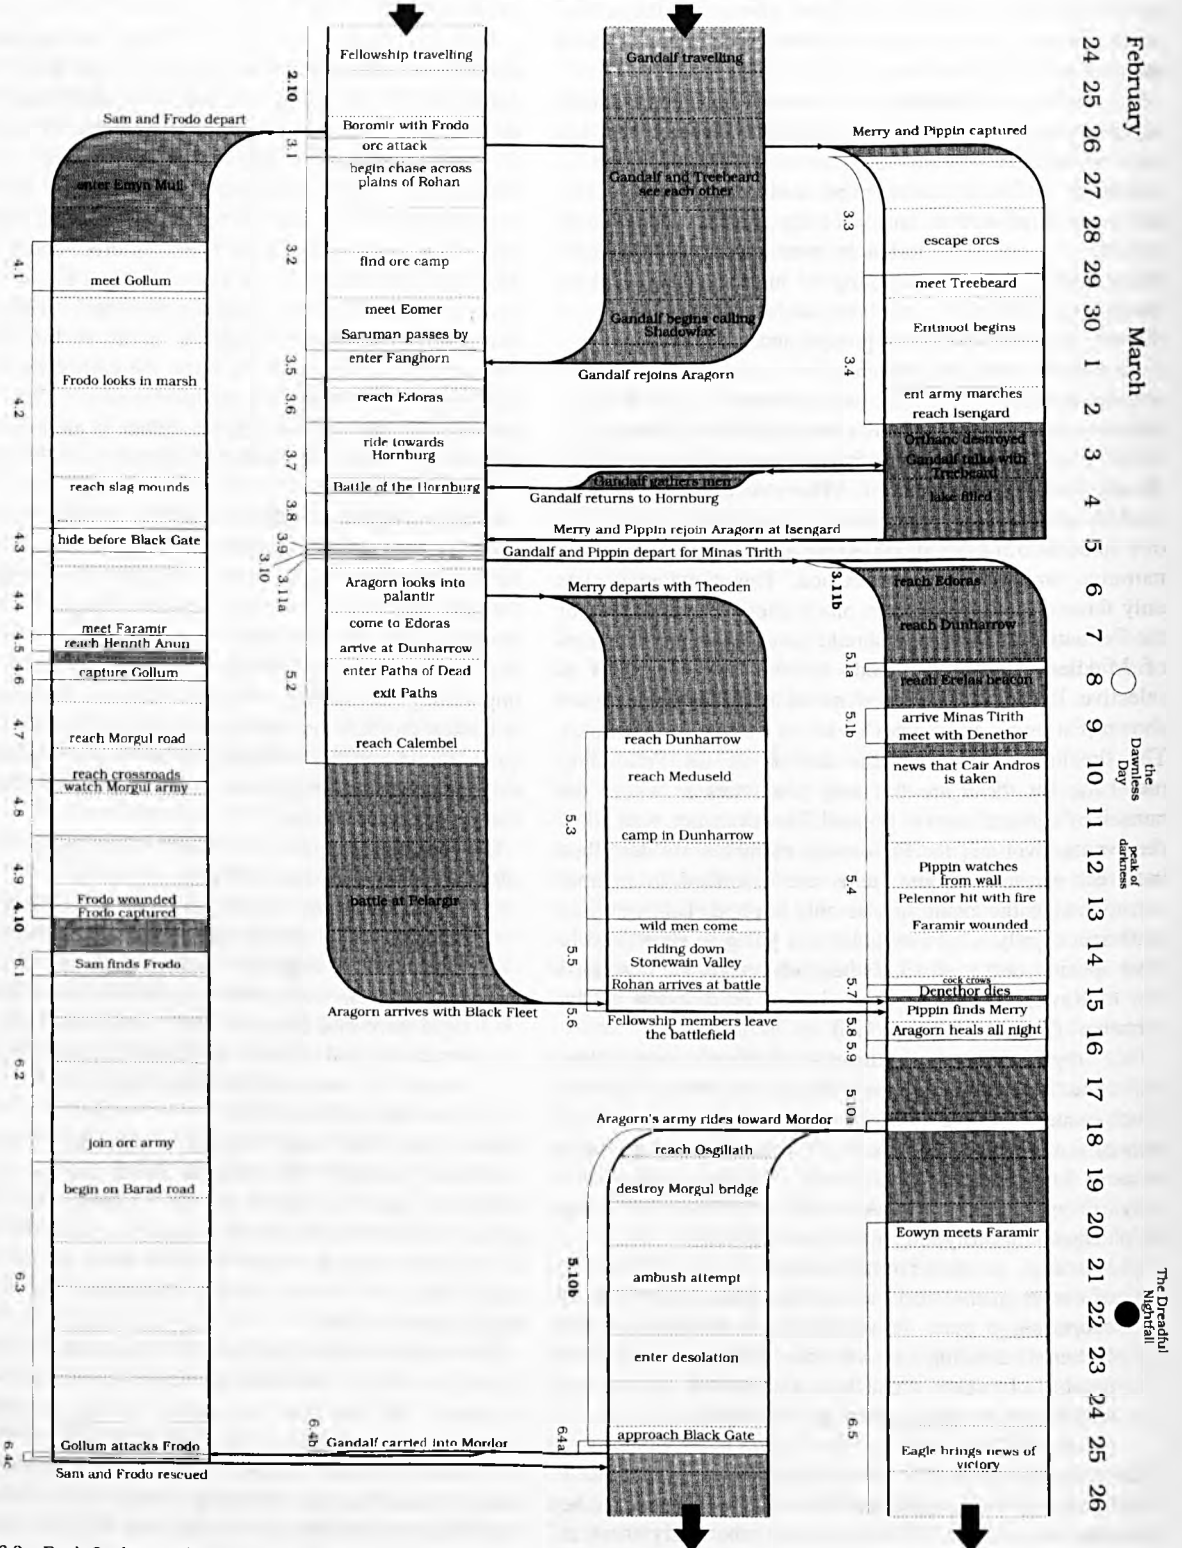 February
24
25
26
27
28
29
30
March
1
2
3
4
5
6
7
8
9
the
Dawnless
Day
10
11
peak of
darkness
12
13
14
15
16
17
18
19
20
21
The Dreadful
Nightfall
22
23
24
25
26
Sam and Frodo depart
enter Emyn Muil
4.1
meet Gollum
Frodo looks in marsh
4.2
reach slag mounds
hide before Black Gate
4.3
4.4
meet Faramir
reach Hennth Anun
4.5
capture Gollum
4.6
4.7
reach Morgul road
reach crossroads
watch Morgul army
4.8
4.9
Frodo wounded
Frodo captured
4.10
Sam finds Frodo
6.1
6.2
join orc army
begin on Barad road
6.3
Gollum attacks Frodo
6.4c
Sam and Frodo rescued
Fellowship travelling
2.10
Boromir with Frodo
orc attack
3.1
begin chase across
plains of Rohan
3.2
find orc camp
meet Eomer
Saruman passes by
enter Fanghorn
3.5
reach Edoras
3.6
ride towards
Hornburg
3.7
Battle of the Hornburg
3.8
3.9
3.10
3.11a
Aragorn looks into
palantir
come to Edoras
arrive at Dunharrow
enter Paths of Dead
5.2
exit Paths
reach Calembel
battle at Pelargir
Aragorn arrives with Black Fleet
6.4b
Gandalf carried into Mordor
Gandalf travelling
Gandalf and Treebeard
see each other
Gandalf begins calling
Shadowfax
Gandalf rejoins Aragorn
Gandalf gathers men
Gandalf returns to Hornburg
Merry and Pippin rejoin Aragorn at Isengard
Gandalf and Pippin depart for Minas Tirith
Merry departs with Theoden
reach Dunharrow
reach Meduseld
5.3
camp in Dunharrow
wild men come
riding down
Stonewain Valley
5.5
Rohan arrives at battle
5.6
Fellowship members leave
the battlefield
Aragorn's army rides toward Mordor
reach Osgiliath
destroy Morgul bridge
5.10b
ambush attempt
enter desolation
approach Black Gate
6.4a
Merry and Pippin captured
3.3
escape orcs
meet Treebeard
Entmoot begins
3.4
ent army marches
reach Isengard
Orthanc destroyed
Gandalf talks with
Treebeard
lake filled
3.11b
reach Edoras
reach Dunharrow
5.1a
reach Erelas beacon
arrive Minas Tirith
5.1b
meet with Denethor
news that Cair Andros
is taken
Pippin watches
from wall
5.4
Pelennor hit with fire
Faramir wounded
cock crows
5.7
Denethor dies
Pippin finds Merry
5.8
Aragorn heals all night
5.9
5.10a
Eowyn meets Faramir
6.5
Eagle brings news of
victory